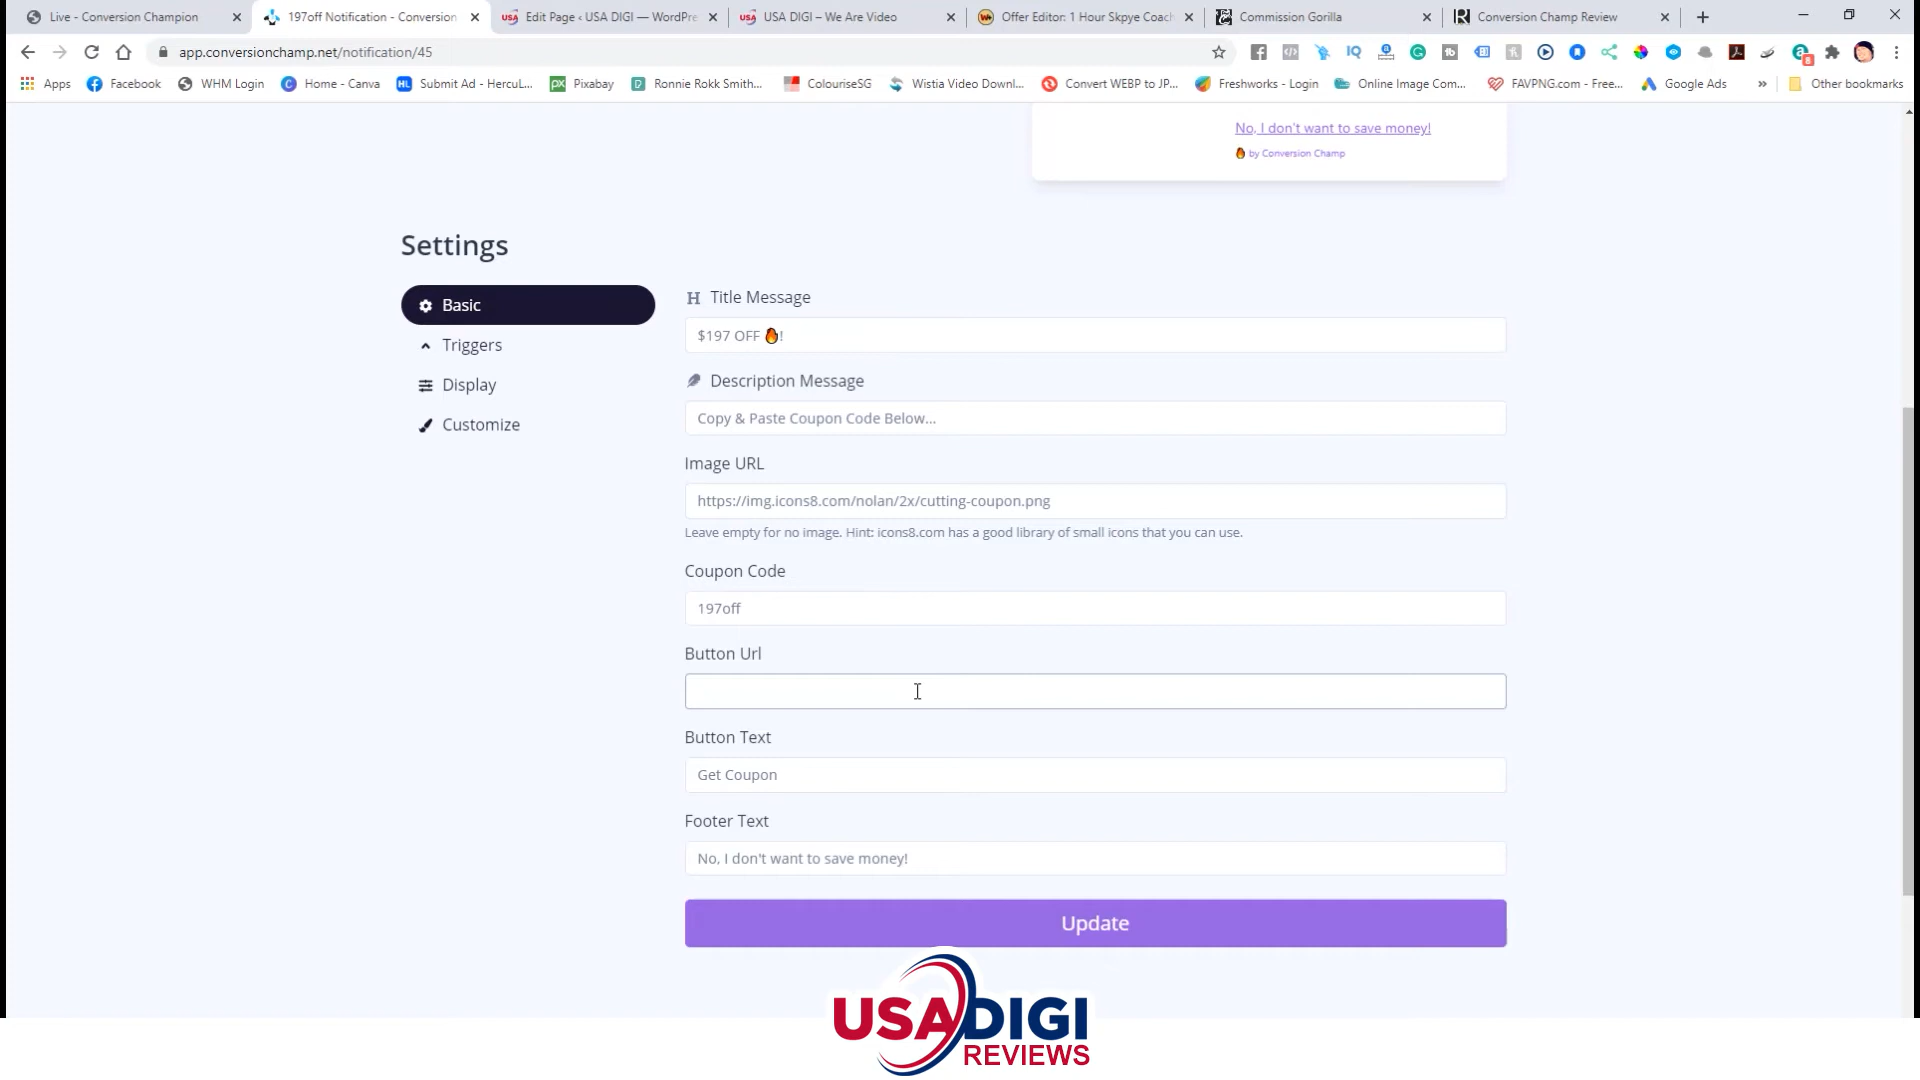 Live - Conversion Champion
197off Notification - Conversion
Edit Page ‹ USA DIGI — WordPre
USA DIGI – We Are Video
Offer Editor: 1 Hour Skpye Coach
Commission Gorilla
Conversion Champ Review
app.conversionchamp.net/notification/45
Apps
Facebook
WHM Login
Home - Canva
Submit Ad - HercuL...
Pixabay
Ronnie Rokk Smith...
ColouriseSG
Wistia Video Downl...
Convert WEBP to JP...
Freshworks - Login
Online Image Com...
FAVPNG.com - Free...
Google Ads
»
Other bookmarks
No, I don't want to save money!
by Conversion Champ
Settings
Basic
Triggers
Display
Customize
Title Message
$197 OFF 🔥!
Description Message
Copy & Paste Coupon Code Below...
Image URL
https://img.icons8.com/nolan/2x/cutting-coupon.png
Leave empty for no image. Hint: icons8.com has a good library of small icons that you can use.
Coupon Code
197off
Button Url
Button Text
Get Coupon
Footer Text
No, I don't want to save money!
Update
USADIGI
REVIEWS